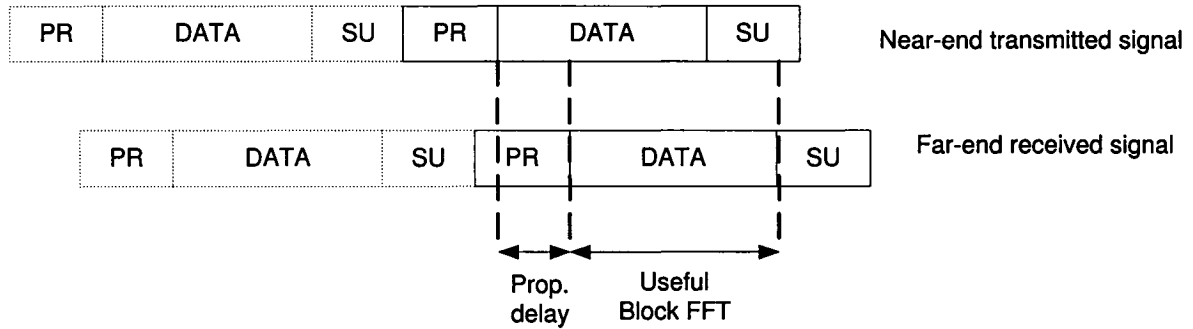 PR DATA SU PR DATA SU Near-end transmitted signal
PR DATA SU PR DATA SU Far-end received signal
Prop. Useful
delay Block FFT